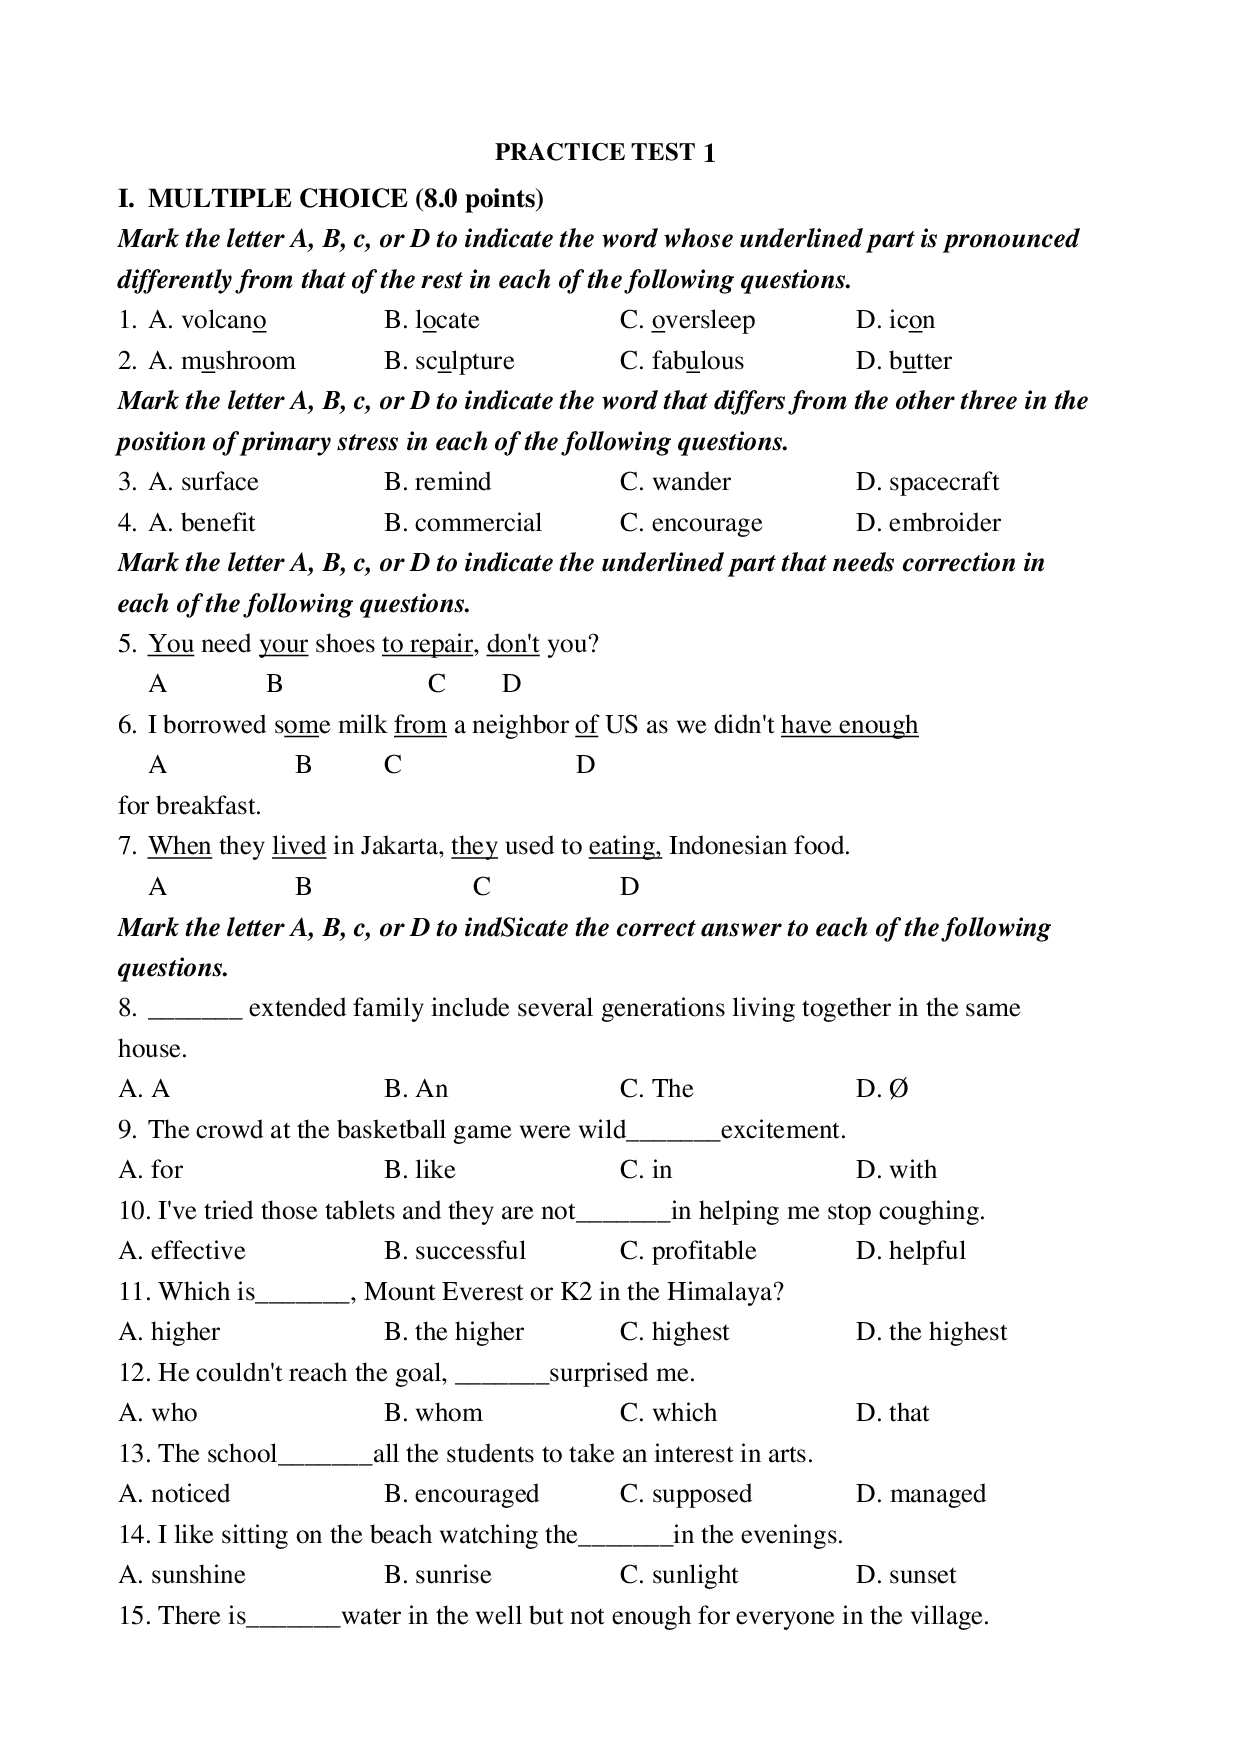 PRACTICE TEST 1
I. MULTIPLE CHOICE (8.0 points)
Mark the letter A, B, c, or D to indicate the word whose underlined part is pronounced
differently from that of the rest in each of the following questions.
1. A. volcano B. locate C. oversleep D. icon
2. A. mushroom B. sculpture C. fabulous D. butter
Mark the letter A, B, c, or D to indicate the word that differs from the other three in the
position of primary stress in each of the following questions.
3. A. surface B. remind C. wander D. spacecraft
4. A. benefit B. commercial C. encourage D. embroider
Mark the letter A, B, c, or D to indicate the underlined part that needs correction in
each of the following questions.
5. You need your shoes to repair, don't you?
A B C D
6. I borrowed some milk from a neighbor of US as we didn't have enough
A B C D
for breakfast.
7. When they lived in Jakarta, they used to eating, Indonesian food.
A B C D
Mark the letter A, B, c, or D to indSicate the correct answer to each of the following
questions.
8. _______ extended family include several generations living together in the same
house.
A. A B. An C. The D. Ø
9. The crowd at the basketball game were wild_______excitement.
A. for B. like C. in D. with
10. I've tried those tablets and they are not_______in helping me stop coughing.
A. effective B. successful C. profitable D. helpful
11. Which is_______, Mount Everest or K2 in the Himalaya?
A. higher B. the higher C. highest D. the highest
12. He couldn't reach the goal, _______surprised me.
A. who B. whom C. which D. that
13. The school_______all the students to take an interest in arts.
A. noticed B. encouraged C. supposed D. managed
14. I like sitting on the beach watching the_______in the evenings.
A. sunshine B. sunrise C. sunlight D. sunset
15. There is_______water in the well but not enough for everyone in the village.